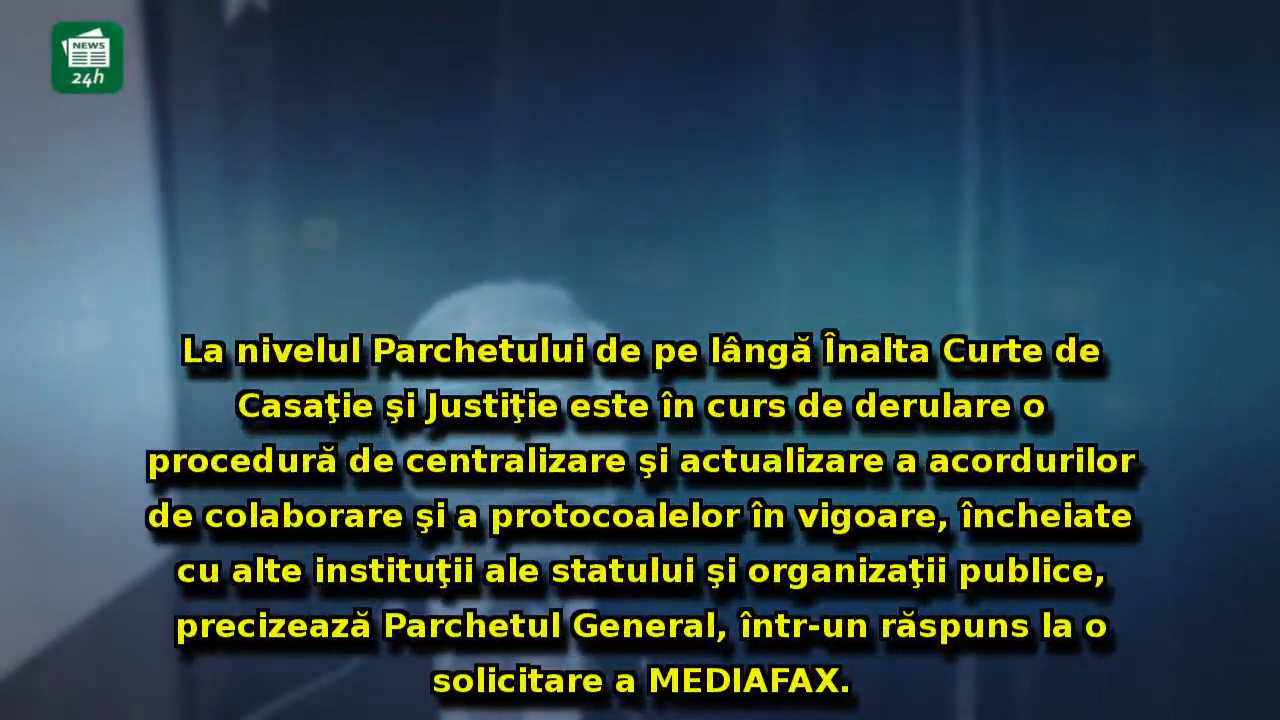 NEWS
24h
La nivelul Parchetului de pe lângă Înalta Curte de
Casaţie şi Justiţie este în curs de derulare o
procedură de centralizare şi actualizare a acordurilor
de colaborare şi a protocoalelor în vigoare, încheiate
cu alte instituţii ale statului şi organizaţii publice,
precizează Parchetul General, într-un răspuns la o
solicitare a MEDIAFAX.